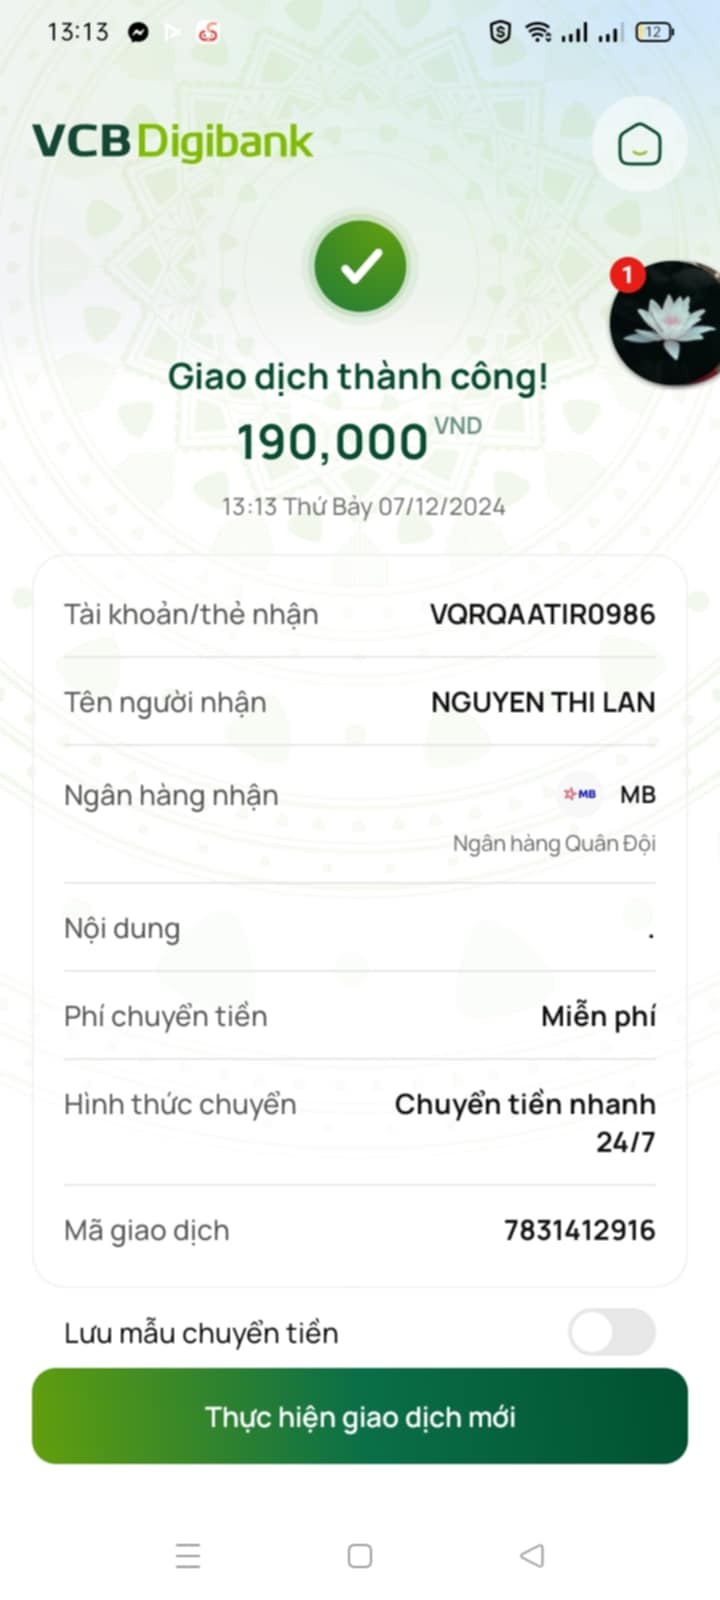 13:13
12
VCB Digibank
1
Giao dịch thành công!
190,000 VND
13:13 Thứ Bảy 07/12/2024
Tài khoản/thẻ nhận VQRQAATIR0986
Tên người nhận NGUYEN THI LAN
Ngân hàng nhận MB MB
Ngân hàng Quân Đội
Nội dung .
Phí chuyển tiền Miễn phí
Hình thức chuyển Chuyển tiền nhanh
24/7
Mã giao dịch 7831412916
Lưu mẫu chuyển tiền
Thực hiện giao dịch mới